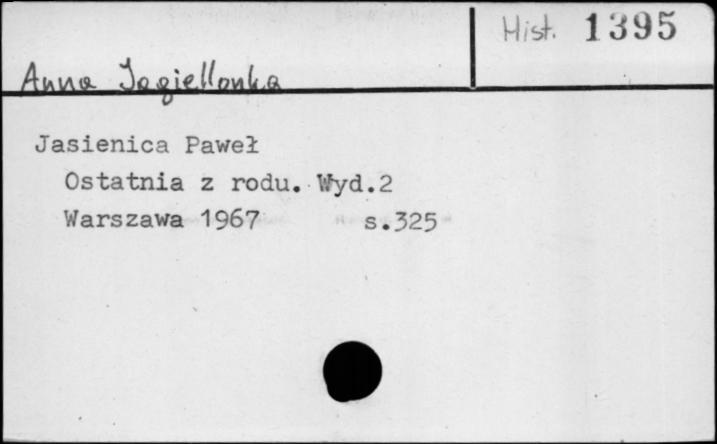 Hist. 1395
Anna Jagiellonka
Jasienica Paweł
Ostatnia z rodu. Wyd.2
Warszawa 1967 s.325